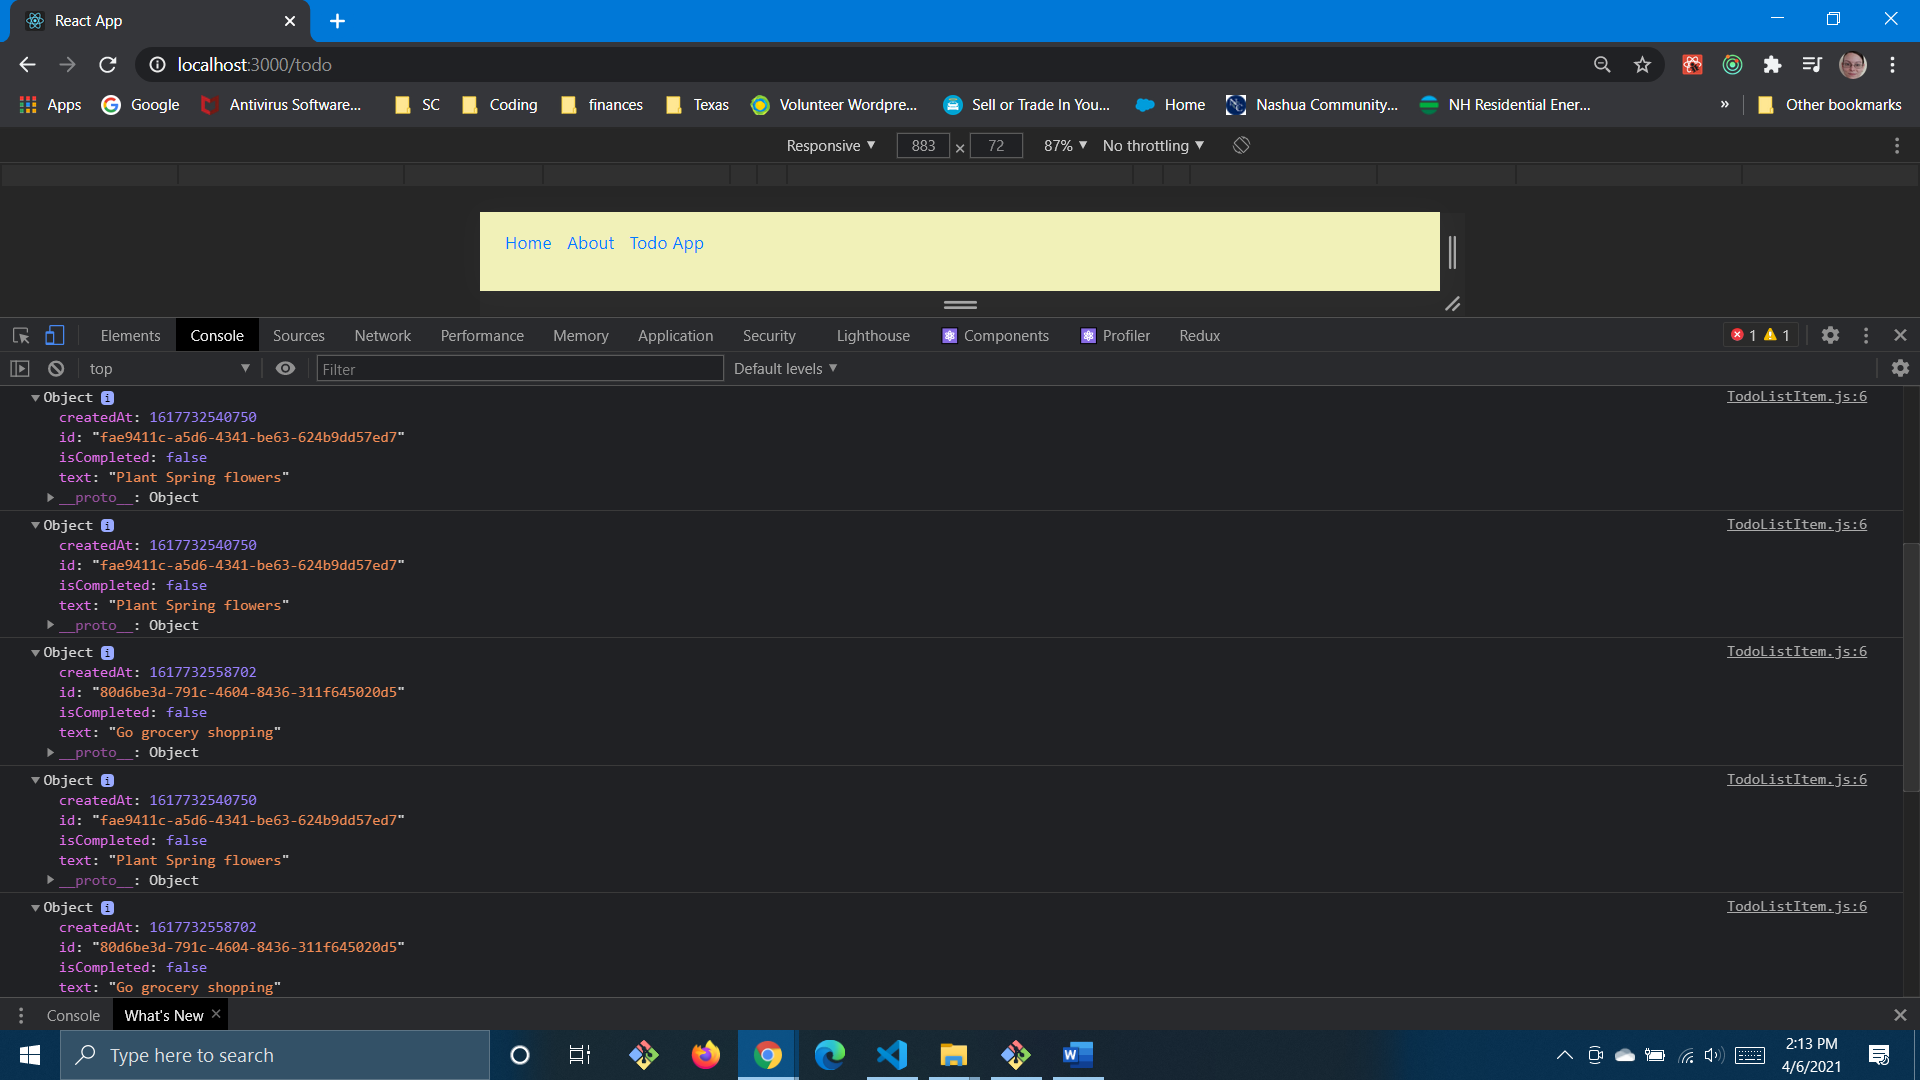 React App
localhost:3000/todo
Apps Google Antivirus Software... SC Coding finances Texas Volunteer Wordpre... Sell or Trade In You... Home Nashua Community... NH Residential Ener... » Other bookmarks
Responsive 883 × 72 87% No throttling
Home About Todo App
Elements Console Sources Network Performance Memory Application Security Lighthouse Components Profiler Redux 1 1
top Filter Default levels
Object i TodoListItem.js:6
createdAt: 1617732540750
id: "fae9411c-a5d6-4341-be63-624b9dd57ed7"
isCompleted: false
text: "Plant Spring flowers"
__proto__: Object
Object i TodoListItem.js:6
createdAt: 1617732540750
id: "fae9411c-a5d6-4341-be63-624b9dd57ed7"
isCompleted: false
text: "Plant Spring flowers"
__proto__: Object
Object i TodoListItem.js:6
createdAt: 1617732558702
id: "80d6be3d-791c-4604-8436-311f645020d5"
isCompleted: false
text: "Go grocery shopping"
__proto__: Object
Object i TodoListItem.js:6
createdAt: 1617732540750
id: "fae9411c-a5d6-4341-be63-624b9dd57ed7"
isCompleted: false
text: "Plant Spring flowers"
__proto__: Object
Object i TodoListItem.js:6
createdAt: 1617732558702
id: "80d6be3d-791c-4604-8436-311f645020d5"
isCompleted: false
text: "Go grocery shopping"
Console What's New
Type here to search
2:13 PM
4/6/2021